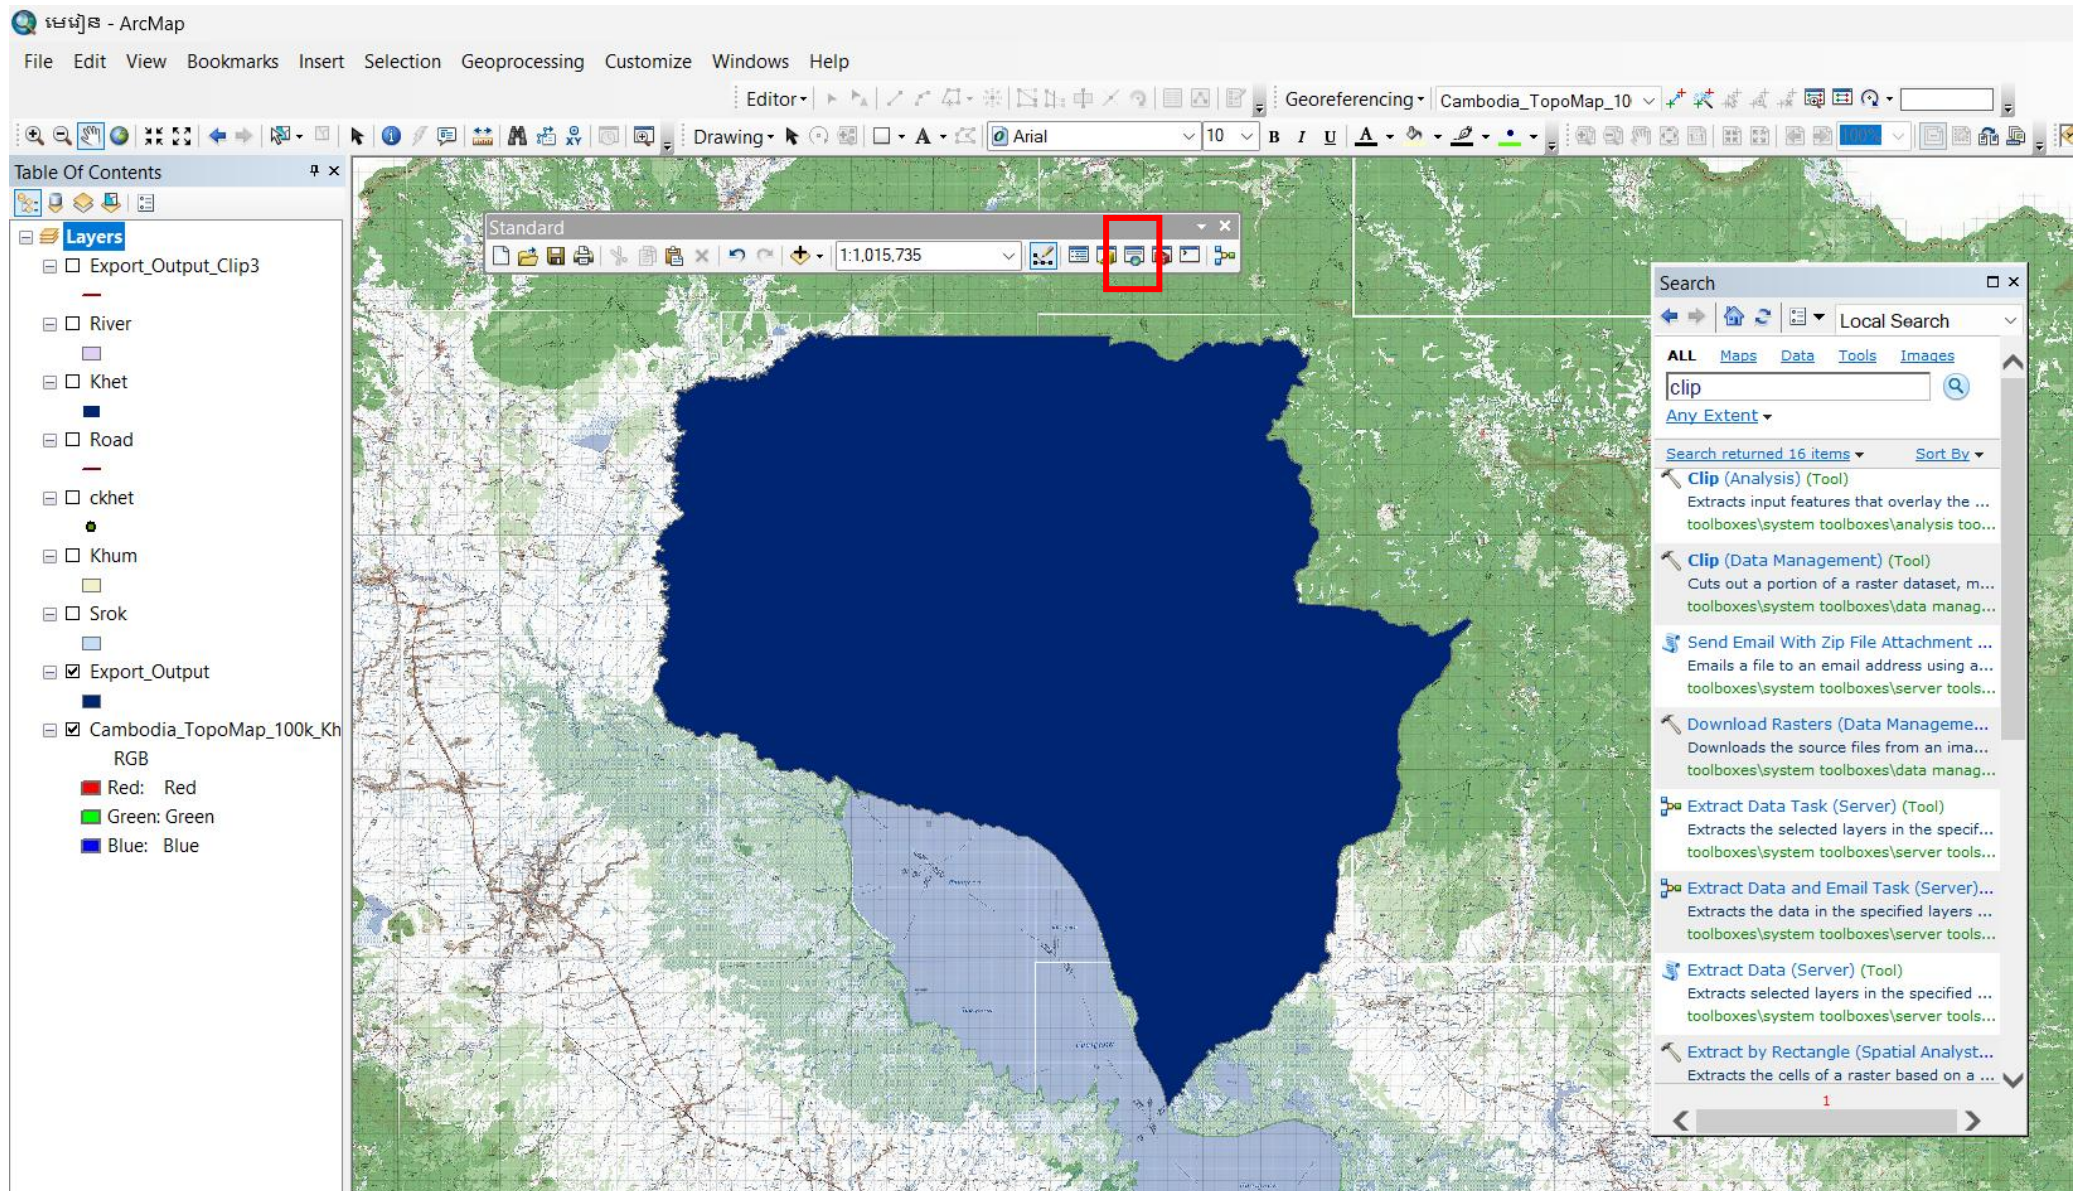 មេរៀន - ArcMap
File Edit View Bookmarks Insert Selection Geoprocessing Customize Windows Help
Editor Georeferencing Cambodia_TopoMap_10
Drawing A Arial 10 B I U A 100%
Table Of Contents
Layers
Export_Output_Clip3
River
Khet
Road
ckhet
Khum
Srok
Export_Output
Cambodia_TopoMap_100k_Kh
RGB
Red: Red
Green: Green
Blue: Blue
Standard
1:1,015,735
Search
Local Search
ALL Maps Data Tools Images
clip
Any Extent
Search returned 16 items Sort By
Clip (Analysis) (Tool)
Extracts input features that overlay the ...
toolboxes\system toolboxes\analysis too...
Clip (Data Management) (Tool)
Cuts out a portion of a raster dataset, m...
toolboxes\system toolboxes\data manag...
Send Email With Zip File Attachment ...
Emails a file to an email address using a...
toolboxes\system toolboxes\server tools...
Download Rasters (Data Manageme...
Downloads the source files from an ima...
toolboxes\system toolboxes\data manag...
Extract Data Task (Server) (Tool)
Extracts the selected layers in the specif...
toolboxes\system toolboxes\server tools...
Extract Data and Email Task (Server)...
Extracts the data in the specified layers ...
toolboxes\system toolboxes\server tools...
Extract Data (Server) (Tool)
Extracts selected layers in the specified ...
toolboxes\system toolboxes\server tools...
Extract by Rectangle (Spatial Analyst...
Extracts the cells of a raster based on a ...
1